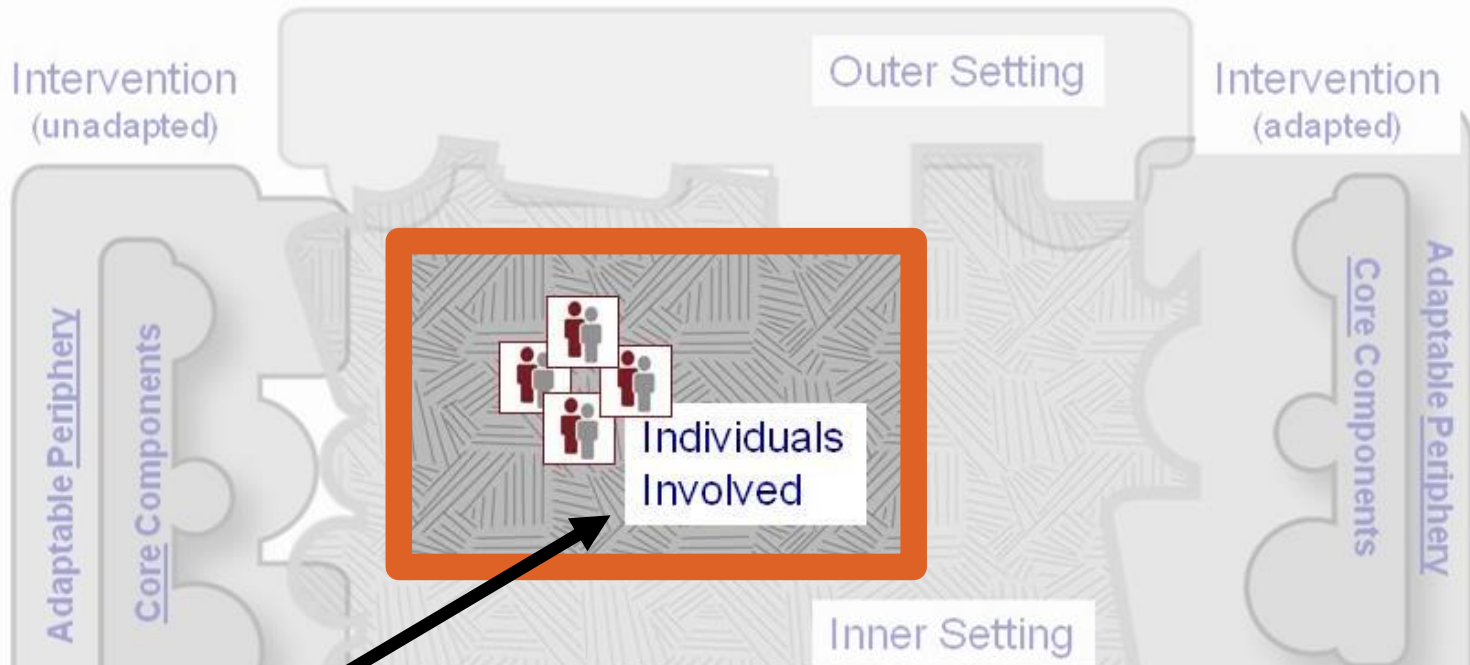 Intervention
(unadapted)
Outer Setting
Intervention
(adapted)
Adaptable Periphery
Core Components
Individuals
Involved
Core Components
Adaptable Periphery
Inner Setting